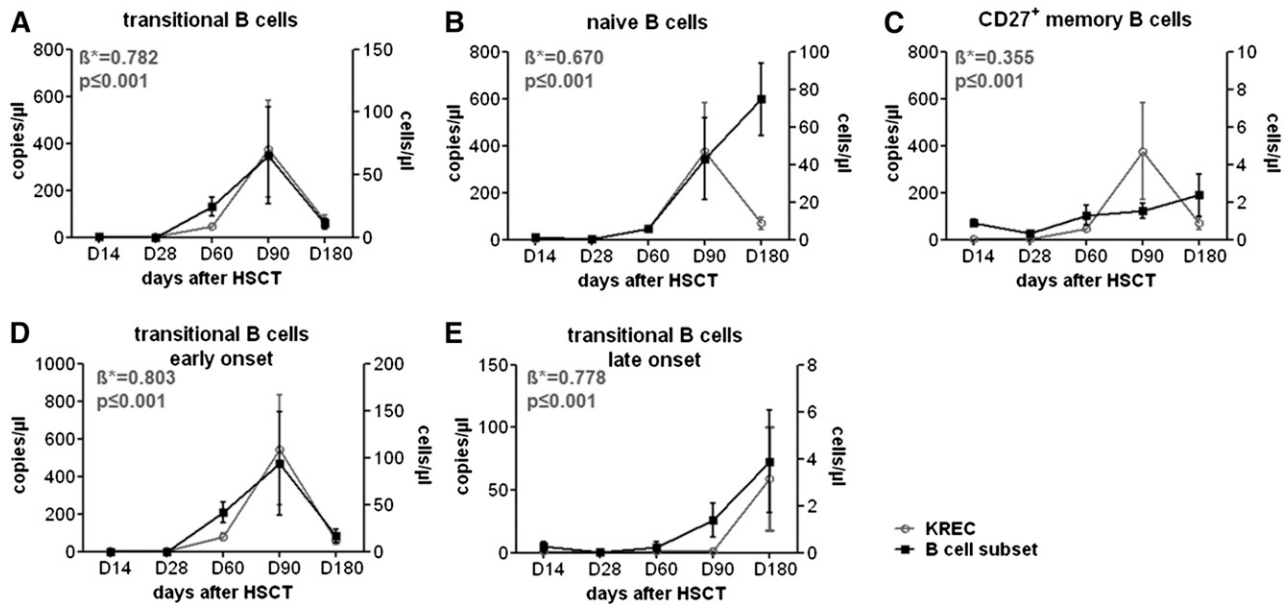 A
transitional B cells
ß*=0.782
p≤0.001
800
600
400
200
0
copies/µl
150
100
50
0
cells/µl
D14 D28 D60 D90 D180
days after HSCT
B
naive B cells
ß*=0.670
p≤0.001
800
600
400
200
0
copies/µl
100
80
60
40
20
0
cells/µl
D14 D28 D60 D90 D180
days after HSCT
C
CD27+ memory B cells
ß*=0.355
p≤0.001
800
600
400
200
0
copies/µl
10
8
6
4
2
0
cells/µl
D14 D28 D60 D90 D180
days after HSCT
D
transitional B cells
early onset
ß*=0.803
p≤0.001
1000
800
600
400
200
0
copies/µl
200
150
100
50
0
cells/µl
D14 D28 D60 D90 D180
days after HSCT
E
transitional B cells
late onset
ß*=0.778
p≤0.001
150
100
50
0
copies/µl
8
6
4
2
0
cells/µl
D14 D28 D60 D90 D180
days after HSCT
KREC
B cell subset